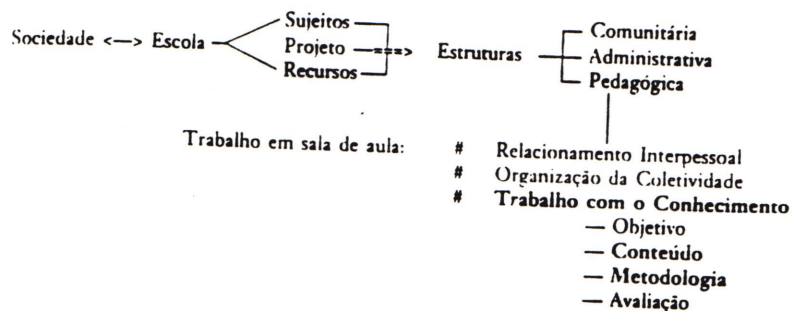 Sujeitos
Sociedade <—> Escola Projeto ===> Estruturas
Recursos
Comunitária
Administrativa
Pedagógica
Trabalho em sala de aula: # Relacionamento Interpessoal
# Organização da Coletividade
# Trabalho com o Conhecimento
— Objetivo
— Conteúdo
— Metodologia
— Avaliação